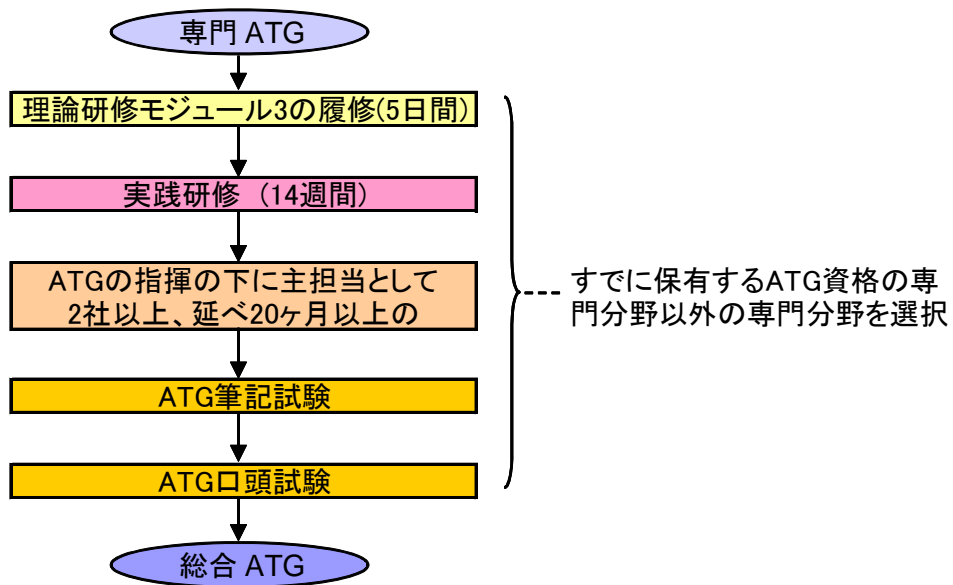 専門 ATG
理論研修モジュール3の履修(5日間)
実践研修 (14週間)
ATGの指揮の下に主担当として
2社以上、延べ20ヶ月以上の
すでに保有するATG資格の専
門分野以外の専門分野を選択
ATG筆記試験
ATG口頭試験
総合 ATG